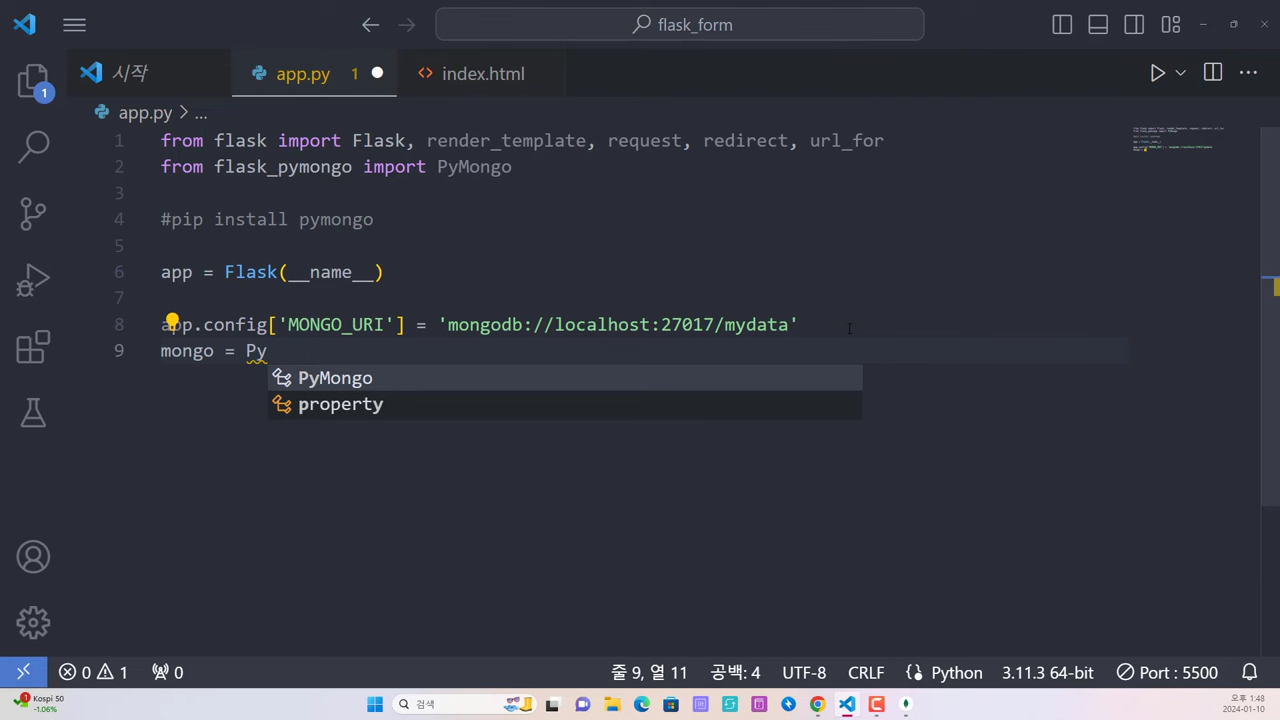 flask_form
시작
app.py 1
index.html
app.py > ...
1 from flask import Flask, render_template, request, redirect, url_for
2 from flask_pymongo import PyMongo
3
4 #pip install pymongo
5
6 app = Flask(__name__)
7
8 app.config['MONGO_URI'] = 'mongodb://localhost:27017/mydata'
9 mongo = Py
PyMongo
property
1
0 1 0
줄 9, 열 11 공백: 4 UTF-8 CRLF Python 3.11.3 64-bit Port : 5500
1 Kospi 50
-1.06%
검색
오후 1:48
2024-01-10